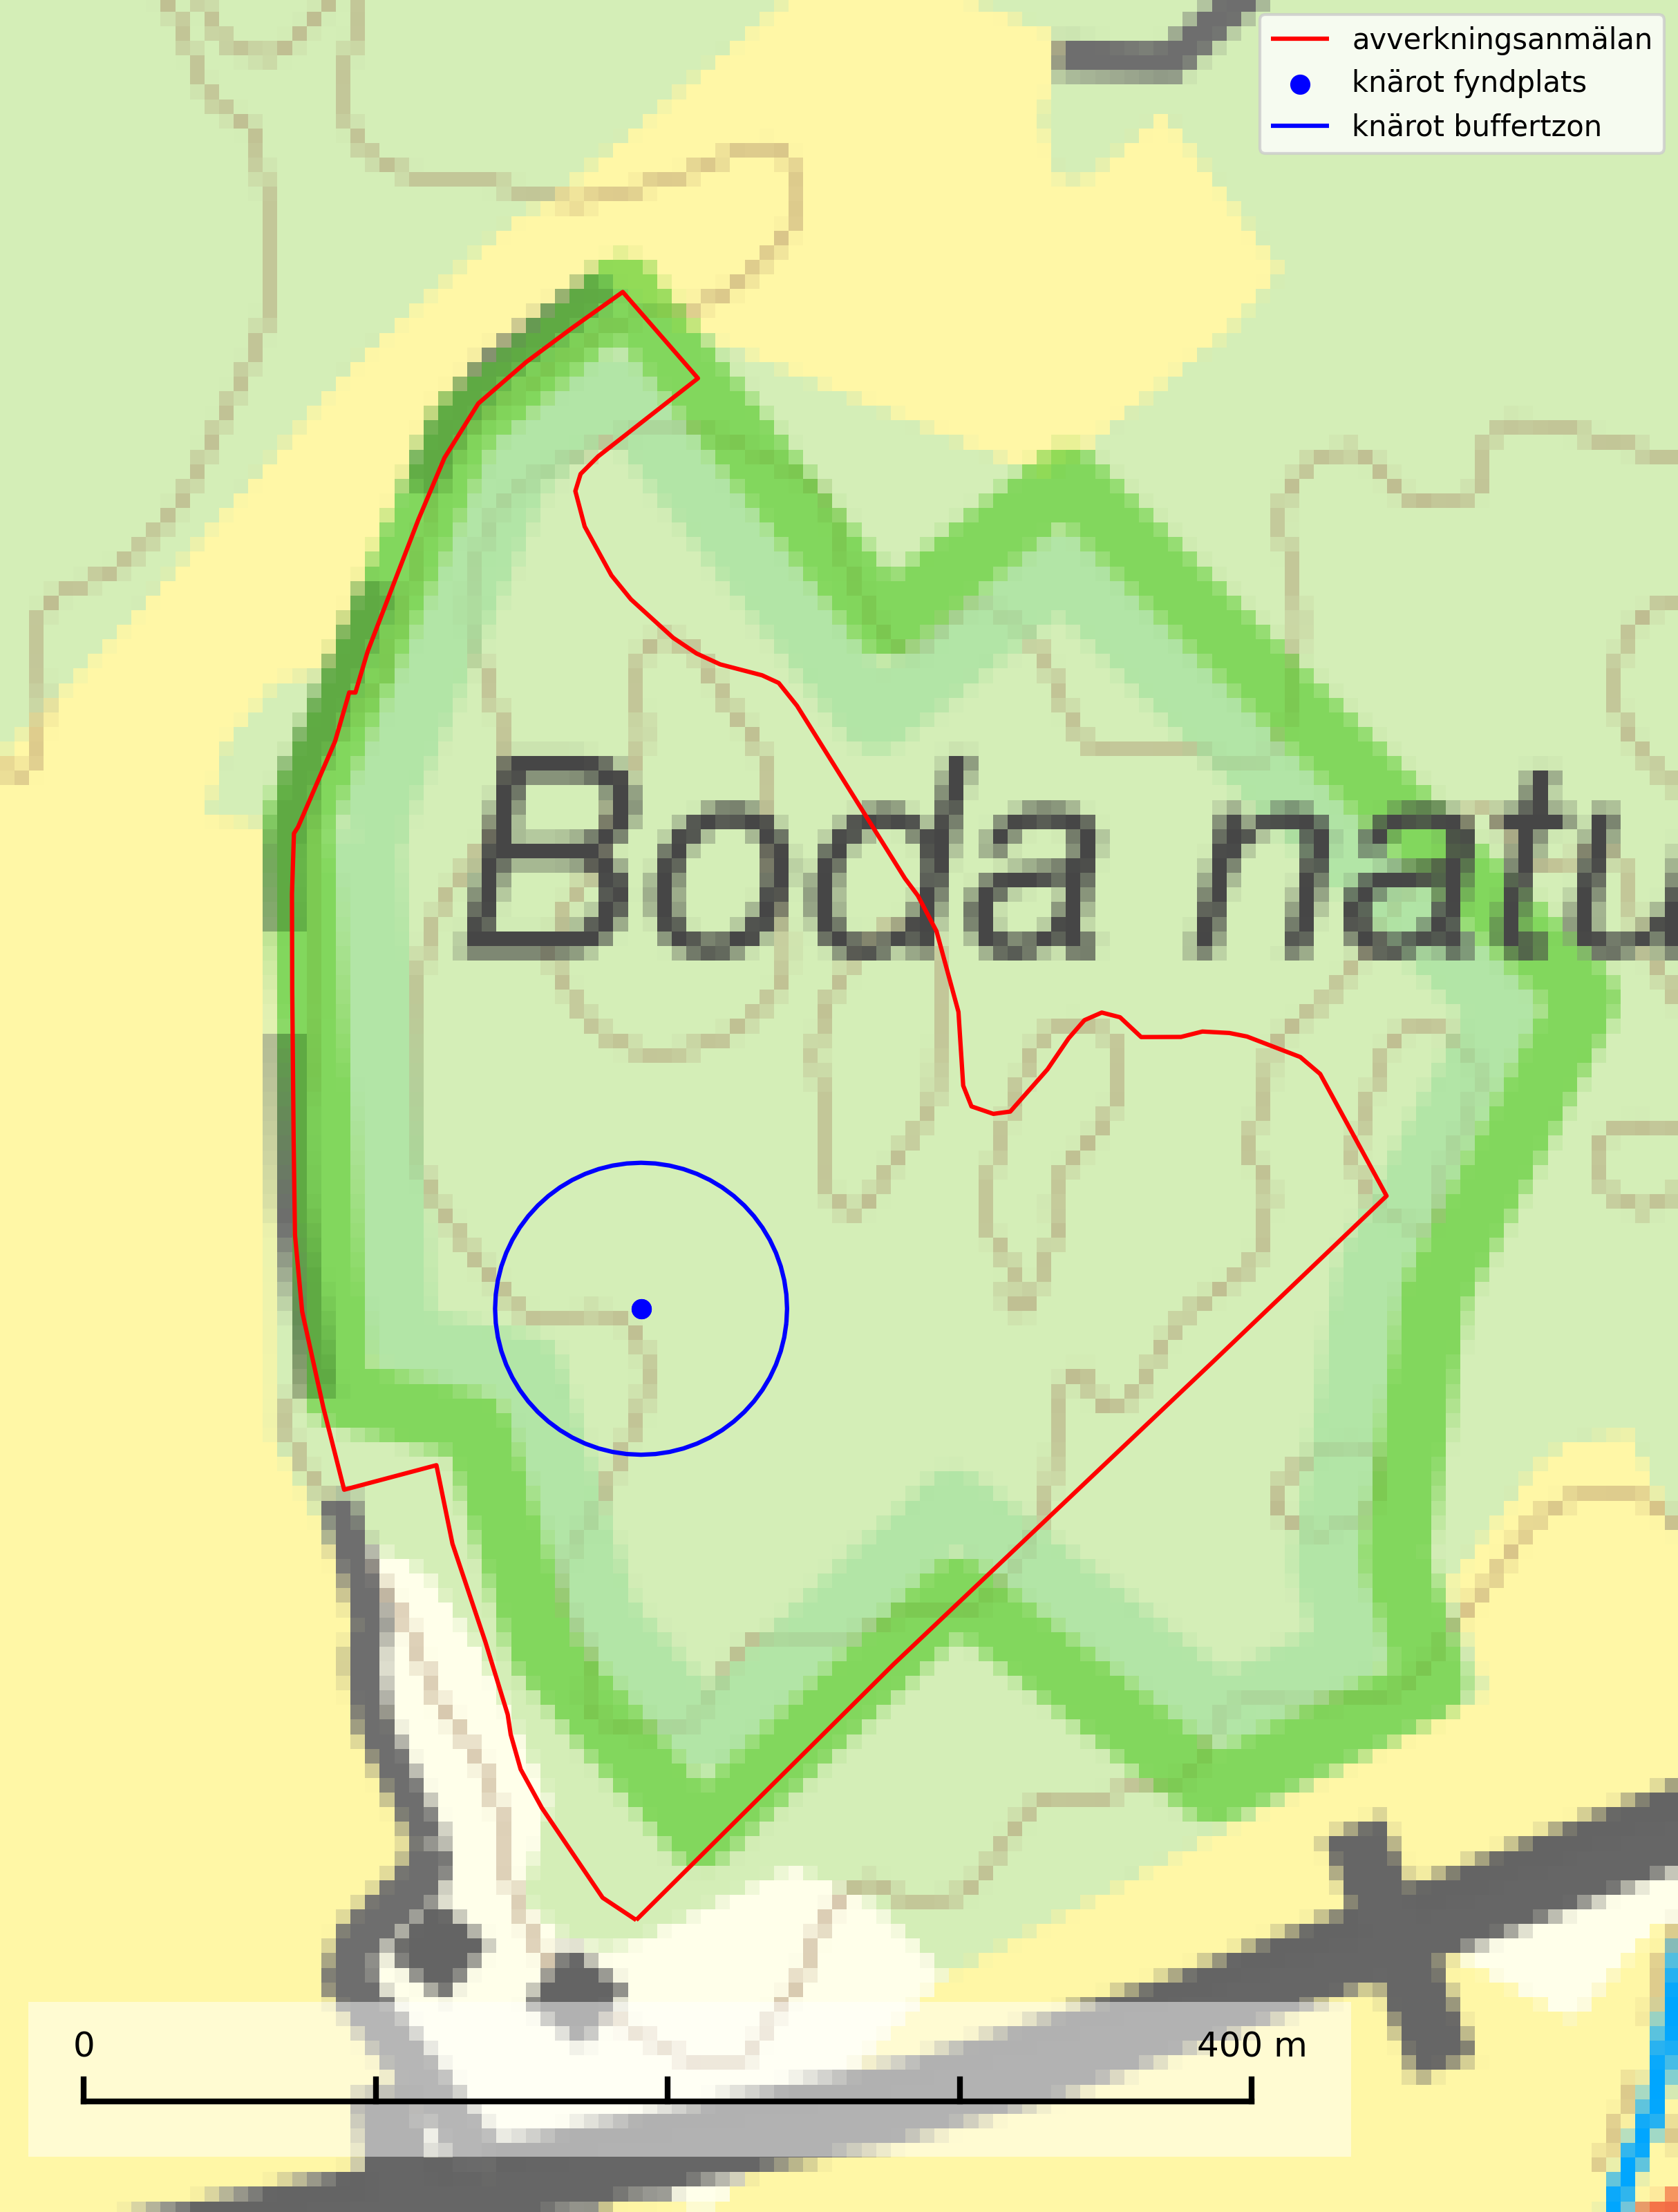 avverkningsanmälan
knärot fyndplats
knärot buffertzon
Boda natu
0 400 m